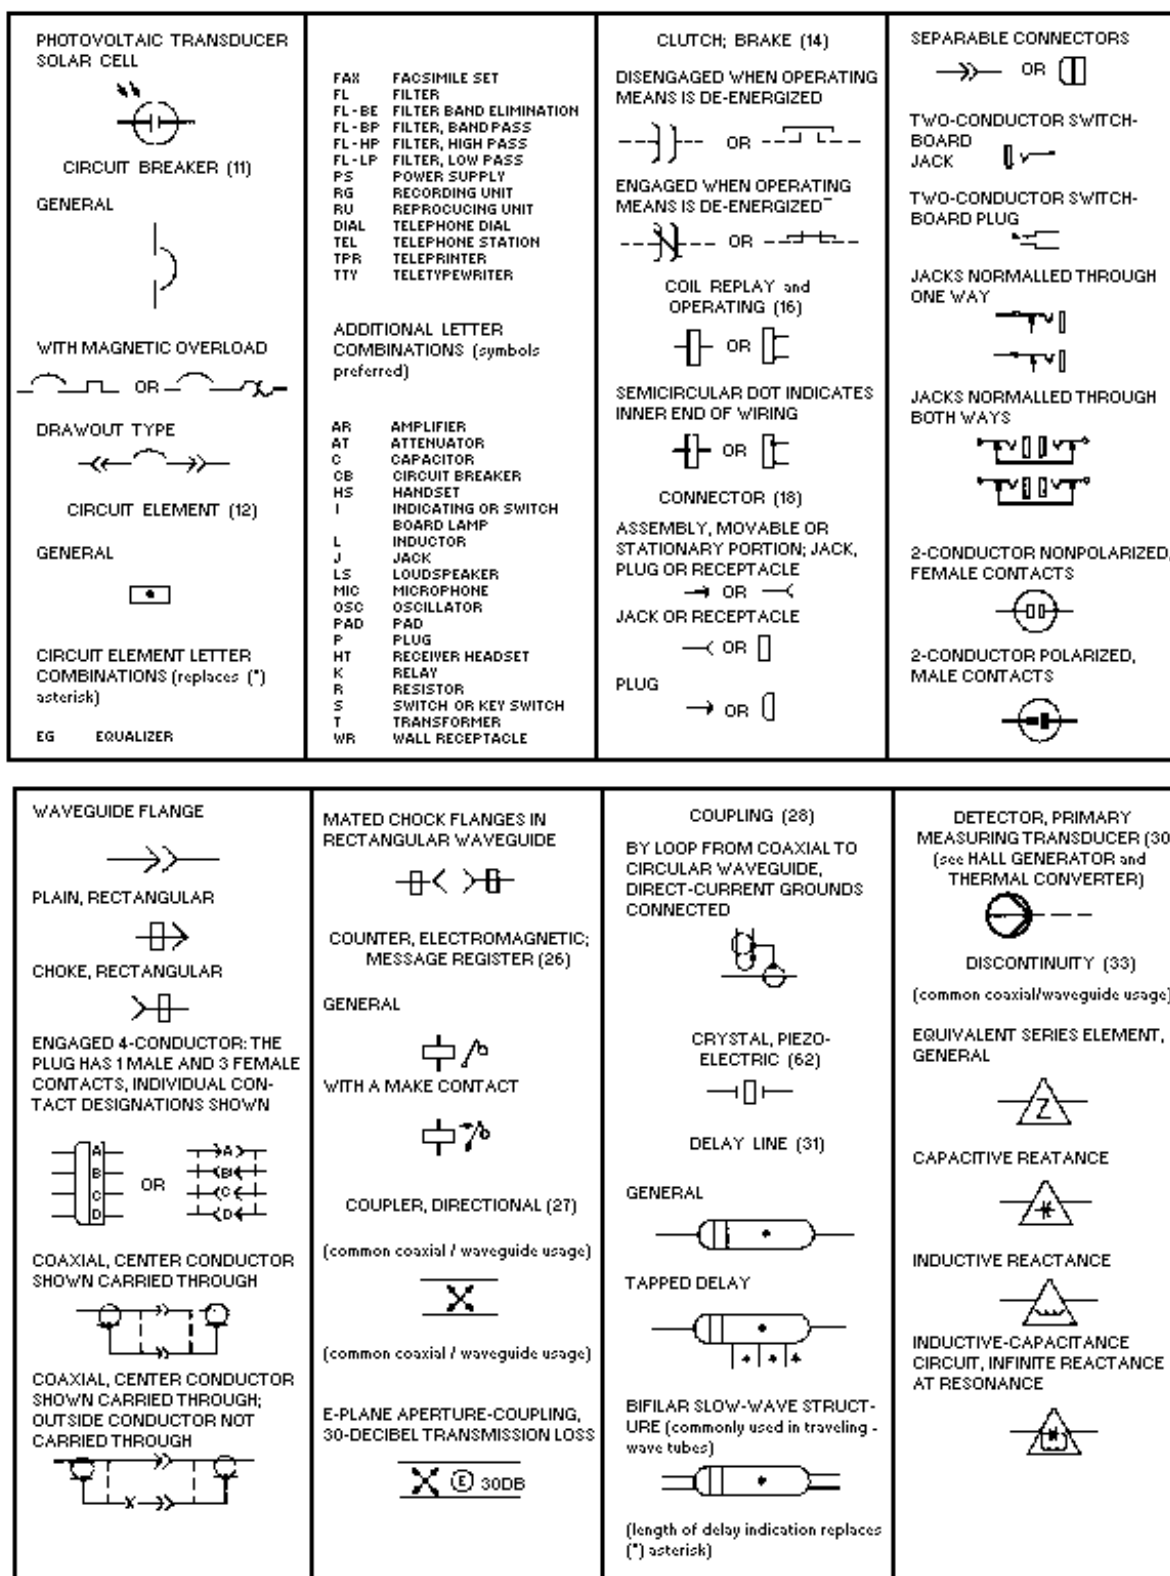 PHOTOVOLTAIC TRANSDUCER
SOLAR CELL
CIRCUIT BREAKER (11)
GENERAL
WITH MAGNETIC OVERLOAD
OR
DRAWOUT TYPE
CIRCUIT ELEMENT (12)
GENERAL
CIRCUIT ELEMENT LETTER
COMBINATIONS (replaces (*)
asterisk)
EG EQUALIZER
FAX FACSIMILE SET
FL FILTER
FL-BE FILTER BAND ELIMINATION
FL-BP FILTER, BAND PASS
FL-HP FILTER, HIGH PASS
FL-LP FILTER, LOW PASS
PS POWER SUPPLY
RG RECORDING UNIT
RU REPROCUCING UNIT
DIAL TELEPHONE DIAL
TEL TELEPHONE STATION
TPR TELEPRINTER
TTY TELETYPEWRITER
ADDITIONAL LETTER
COMBINATIONS (symbols
preferred)
AR AMPLIFIER
AT ATTENUATOR
C CAPACITOR
CB CIRCUIT BREAKER
HS HANDSET
I INDICATING OR SWITCH
BOARD LAMP
L INDUCTOR
J JACK
LS LOUDSPEAKER
MIC MICROPHONE
OSC OSCILLATOR
PAD PAD
P PLUG
HT RECEIVER HEADSET
K RELAY
R RESISTOR
S SWITCH OR KEY SWITCH
T TRANSFORMER
WR WALL RECEPTACLE
CLUTCH; BRAKE (14)
DISENGAGED WHEN OPERATING
MEANS IS DE-ENERGIZED
OR
ENGAGED WHEN OPERATING
MEANS IS DE-ENERGIZED
OR
COIL REPLAY and
OPERATING (16)
OR
SEMICIRCULAR DOT INDICATES
INNER END OF WIRING
OR
CONNECTOR (18)
ASSEMBLY, MOVABLE OR
STATIONARY PORTION; JACK,
PLUG OR RECEPTACLE
OR
JACK OR RECEPTACLE
OR
PLUG
OR
SEPARABLE CONNECTORS
OR
TWO-CONDUCTOR SWITCH-
BOARD
JACK
TWO-CONDUCTOR SWITCH-
BOARD PLUG
JACKS NORMALLED THROUGH
ONE WAY
JACKS NORMALLED THROUGH
BOTH WAYS
2-CONDUCTOR NONPOLARIZED,
FEMALE CONTACTS
2-CONDUCTOR POLARIZED,
MALE CONTACTS
WAVEGUIDE FLANGE
PLAIN, RECTANGULAR
CHOKE, RECTANGULAR
ENGAGED 4-CONDUCTOR: THE
PLUG HAS 1 MALE AND 3 FEMALE
CONTACTS, INDIVIDUAL CON-
TACT DESIGNATIONS SHOWN
A A
B OR B
C C
D D
COAXIAL, CENTER CONDUCTOR
SHOWN CARRIED THROUGH
COAXIAL, CENTER CONDUCTOR
SHOWN CARRIED THROUGH;
OUTSIDE CONDUCTOR NOT
CARRIED THROUGH
MATED CHOCK FLANGES IN
RECTANGULAR WAVEGUIDE
COUNTER, ELECTROMAGNETIC;
MESSAGE REGISTER (26)
GENERAL
WITH A MAKE CONTACT
COUPLER, DIRECTIONAL (27)
(common coaxial / waveguide usage)
(common coaxial / waveguide usage)
E-PLANE APERTURE-COUPLING,
30-DECIBEL TRANSMISSION LOSS
E 30DB
COUPLING (28)
BY LOOP FROM COAXIAL TO
CIRCULAR WAVEGUIDE,
DIRECT-CURRENT GROUNDS
CONNECTED
CRYSTAL, PIEZO-
ELECTRIC (62)
DELAY LINE (31)
GENERAL
TAPPED DELAY
BIFILAR SLOW-WAVE STRUCT-
URE (commonly used in traveling -
wave tubes)
(length of delay indication replaces
(*) asterisk)
DETECTOR, PRIMARY
MEASURING TRANSDUCER (30
(see HALL GENERATOR and
THERMAL CONVERTER)
DISCONTINUITY (33)
(common coaxial/waveguide usage)
EQUIVALENT SERIES ELEMENT,
GENERAL
Z
CAPACITIVE REATANCE
INDUCTIVE REACTANCE
INDUCTIVE-CAPACITANCE
CIRCUIT, INFINITE REACTANCE
AT RESONANCE